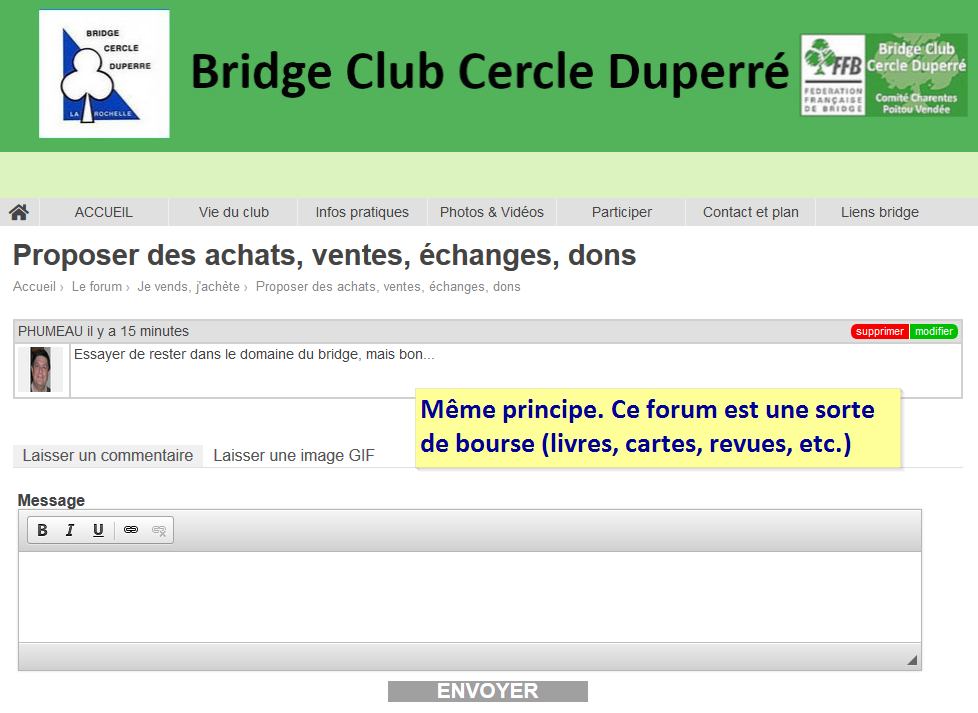 BRIDGE
CERCLE
DUPERRE
LA ROCHELLE
Bridge Club Cercle Duperré
FFB
FEDERATION
FRANÇAISE
DE BRIDGE
Bridge Club
Cercle Duperré
Comité Charentes
Poitou Vendée
ACCUEIL Vie du club Infos pratiques Photos & Vidéos Participer Contact et plan Liens bridge
Proposer des achats, ventes, échanges, dons
Accueil › Le forum › Je vends, j'achète › Proposer des achats, ventes, échanges, dons
PHUMEAU il y a 15 minutes supprimer modifier
Essayer de rester dans le domaine du bridge, mais bon...
Même principe. Ce forum est une sorte
de bourse (livres, cartes, revues, etc.)
Laisser un commentaire Laisser une image GIF
Message
B I U
ENVOYER